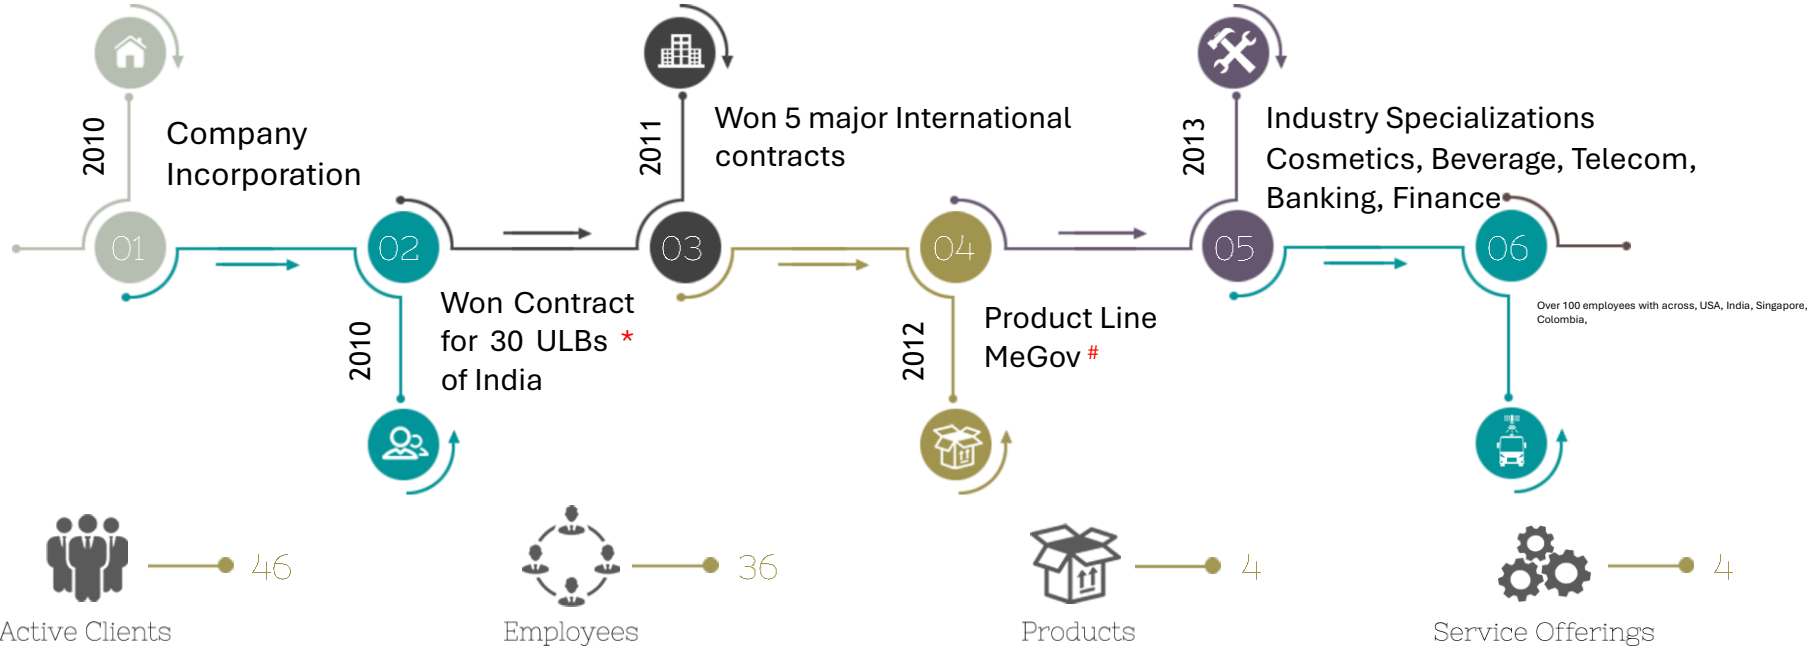 2010
Company
Incorporation
01
02
2010
Won Contract
for 30 ULBs *
of India
2011
Won 5 major International
contracts
03
04
2012
Product Line
MeGov #
2013
Industry Specializations
Cosmetics, Beverage, Telecom,
Banking, Finance
05
06
Over 100 employees with across, USA, India, Singapore,
Colombia,
46
Active Clients
36
Employees
4
Products
4
Service Offerings